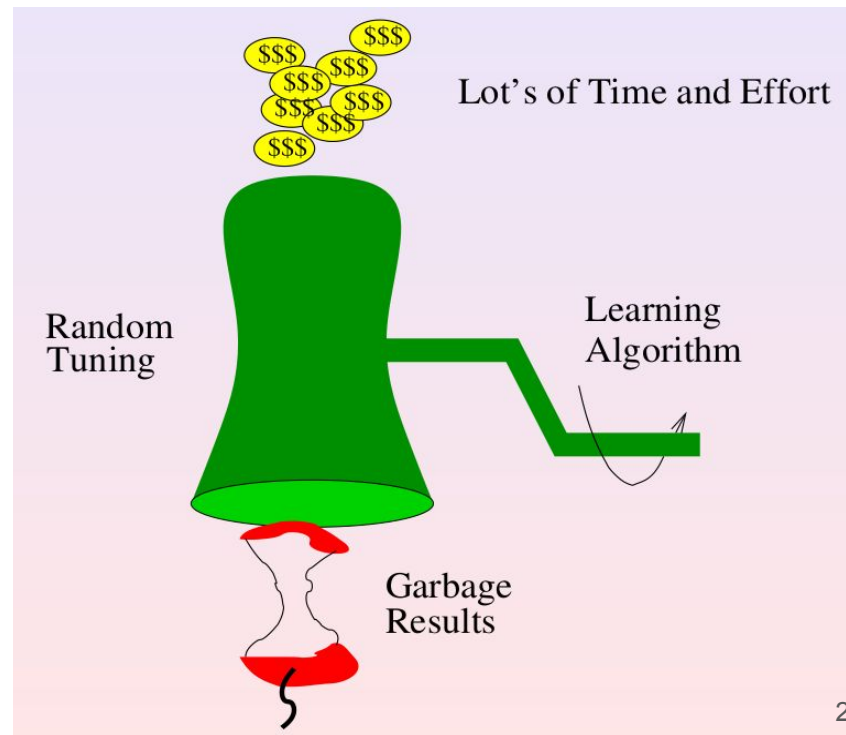 $$$
$$$
$$$
$$$
$$$
$$$
$$$
$$$
Lot's of Time and Effort
Random
Tuning
Learning
Algorithm
Garbage
Results
2